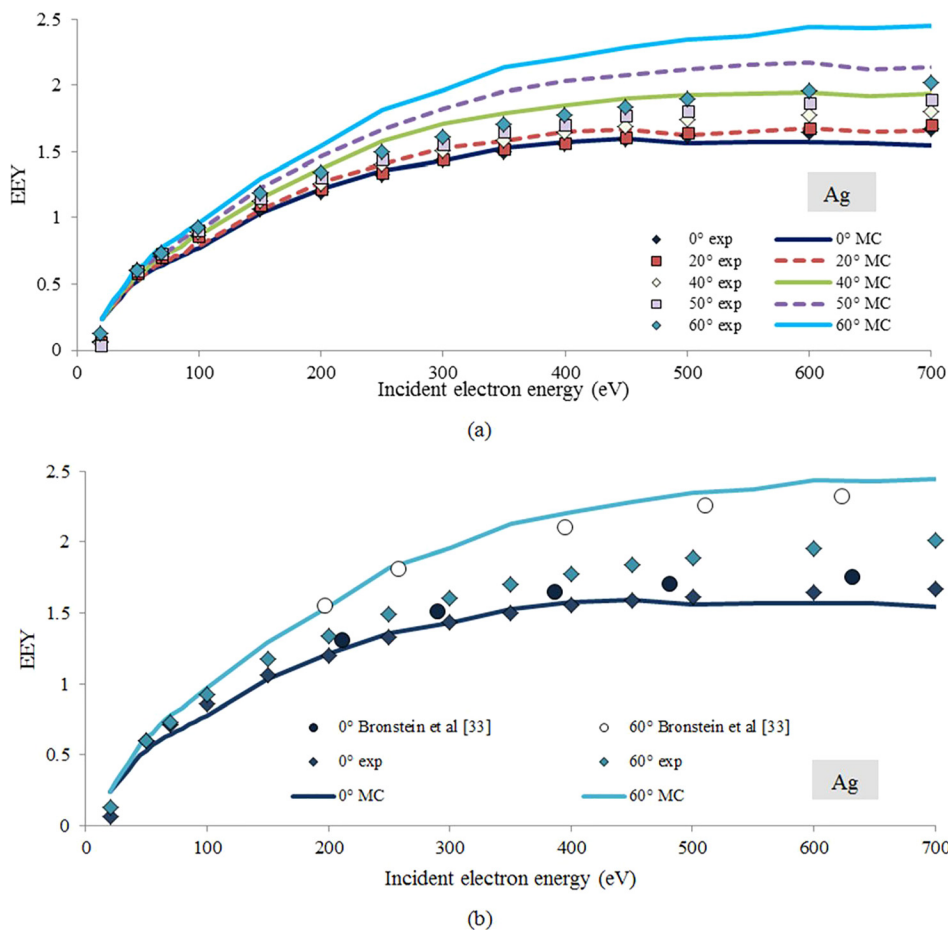 2.5
2
1.5
1
0.5
0
EEY
0 100 200 300 400 500 600 700
Incident electron energy (eV)
Ag
0° exp 0° MC
20° exp 20° MC
40° exp 40° MC
50° exp 50° MC
60° exp 60° MC
(a)
2.5
2
1.5
1
0.5
0
EEY
0° Bronstein et al [33] 60° Bronstein et al [33]
0° exp 60° exp
0° MC 60° MC
Ag
0 100 200 300 400 500 600 700
Incident electron energy (eV)
(b)